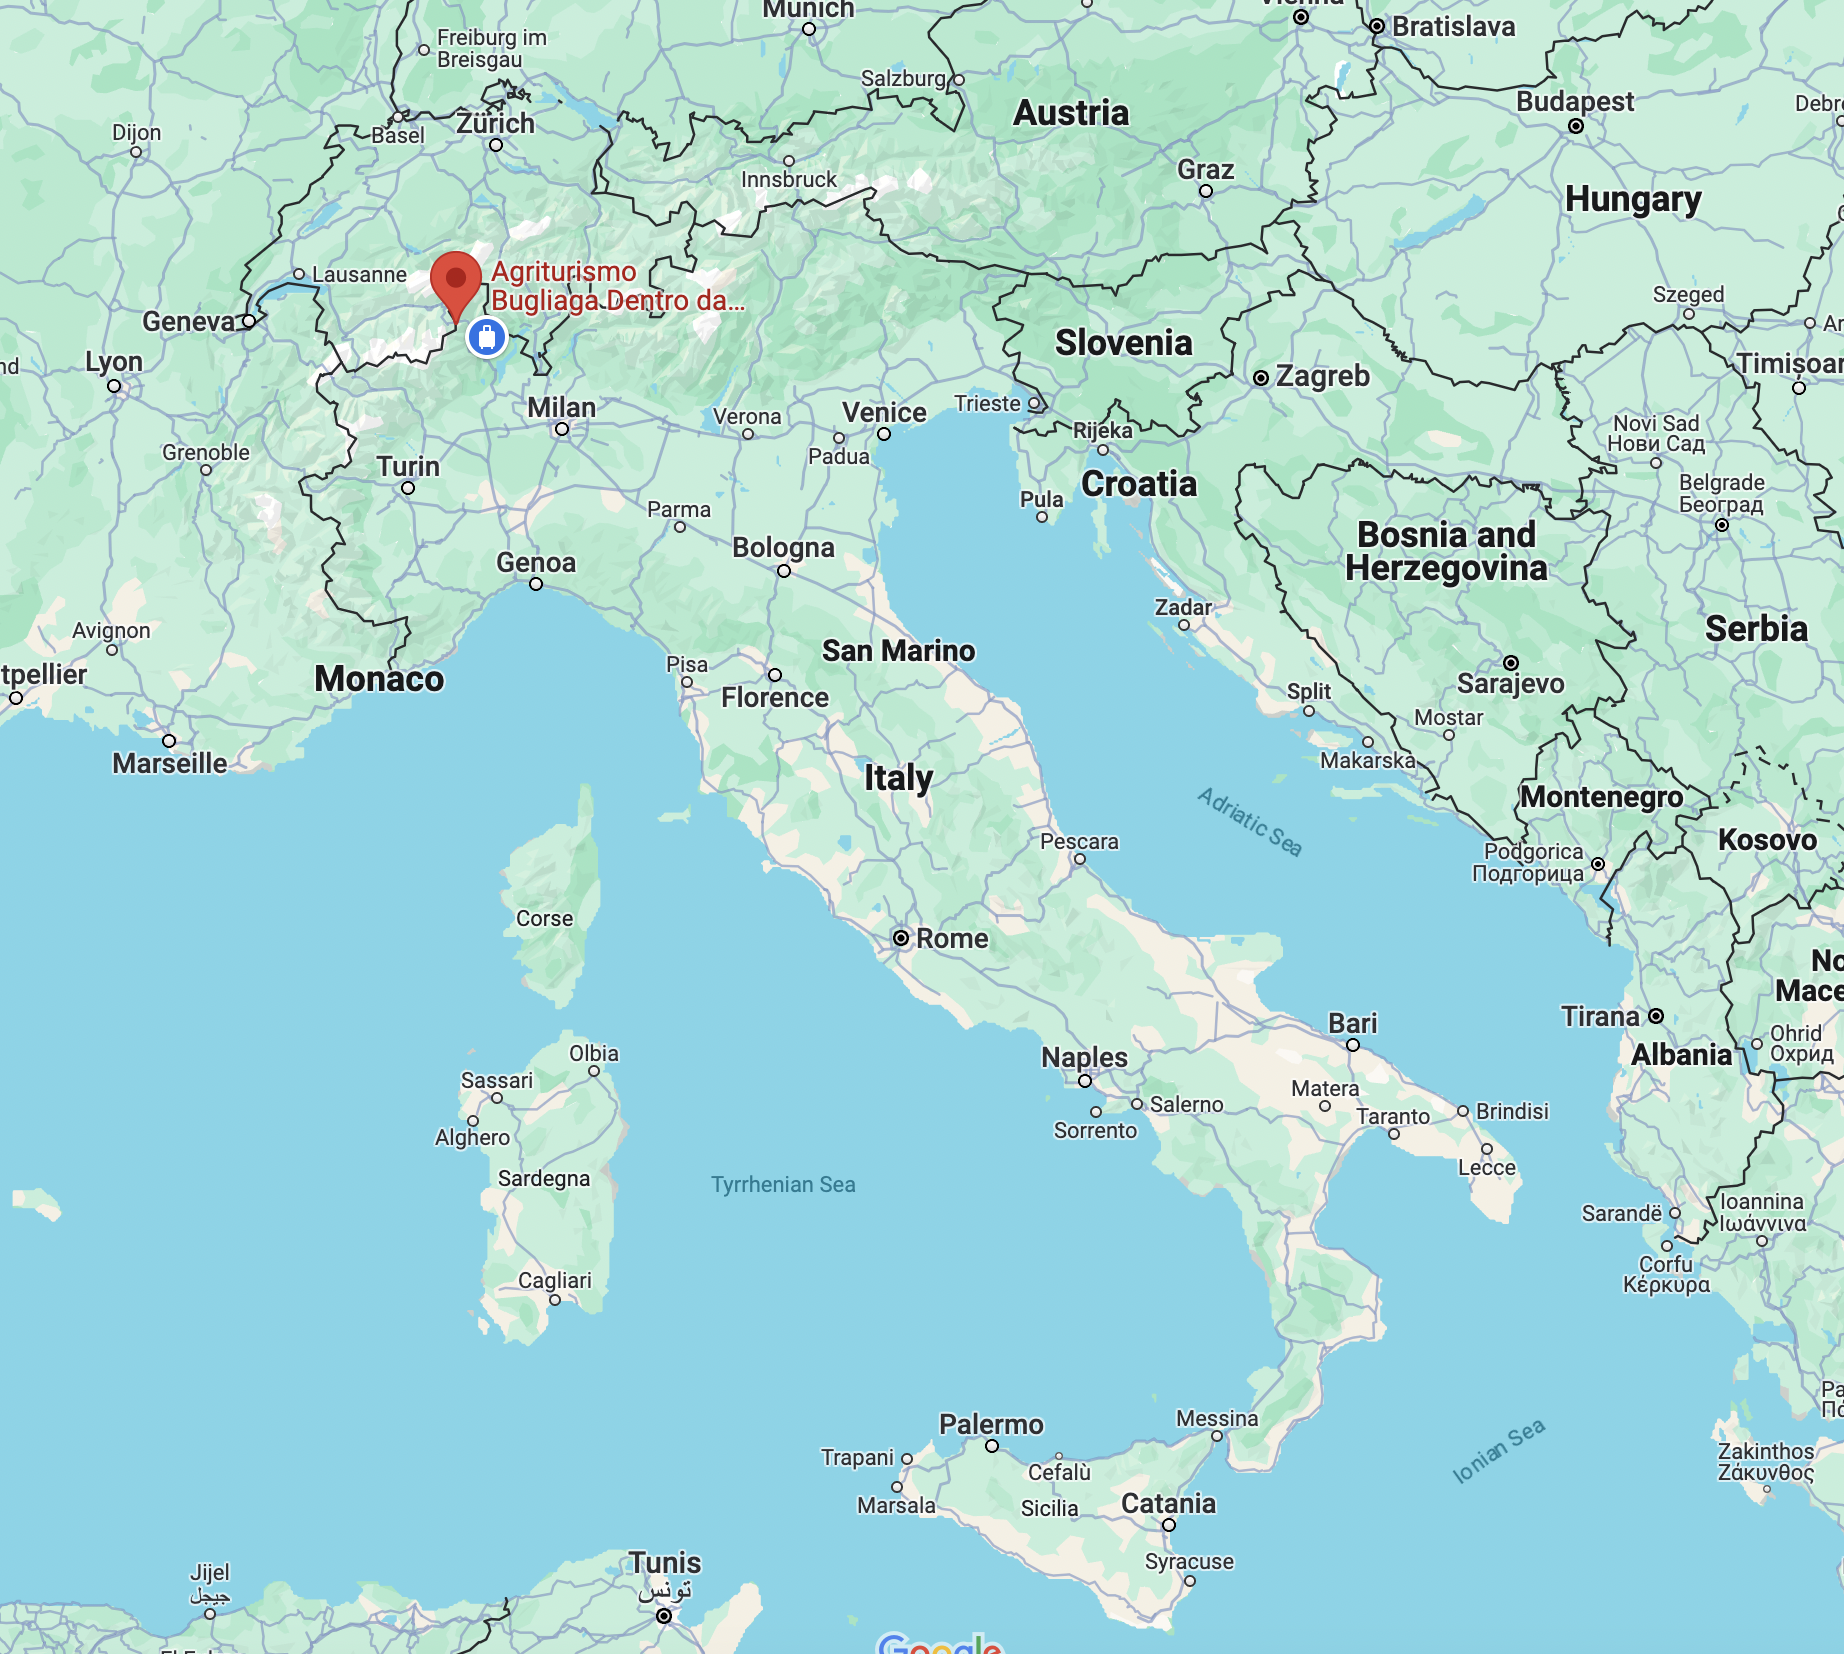 Munich
Vienna
Bratislava
Freiburg im
Breisgau
Salzburg
Austria
Budapest
Dijon
Basel
Zürich
Innsbruck
Graz
Hungary
Lausanne
Agriturismo
Bugliaga Dentro da...
Geneva
Szeged
Lyon
Slovenia
Zagreb
Milan
Verona
Venice
Trieste
Padua
Rijeka
Novi Sad
Нови Сад
Grenoble
Turin
Croatia
Pula
Belgrade
Београд
Parma
Bologna
Bosnia and
Herzegovina
Genoa
Zadar
Avignon
San Marino
Serbia
Monaco
Pisa
Florence
Sarajevo
Split
Mostar
Marseille
Makarska
Italy
Montenegro
Adriatic Sea
Kosovo
Pescara
Podgorica
Подгорица
Corse
Rome
Tirana
Bari
Ohrid
Охрид
Albania
Olbia
Naples
Sassari
Matera
Salerno
Taranto
Brindisi
Alghero
Sorrento
Lecce
Sardegna
Tyrrhenian Sea
Sarandë
Ioannina
Ιωάννινα
Corfu
Κέρκυρα
Cagliari
Palermo
Messina
Trapani
Cefalù
Ionian Sea
Zakinthos
Ζάκυνθος
Marsala
Sicilia
Catania
Tunis
تونس
Syracuse
Jijel
جيجل
Google